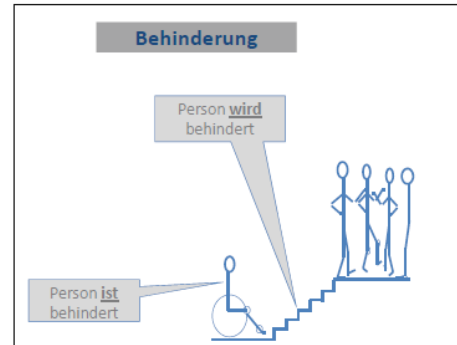 Behinderung
Person wird
behindert
Person ist
behindert